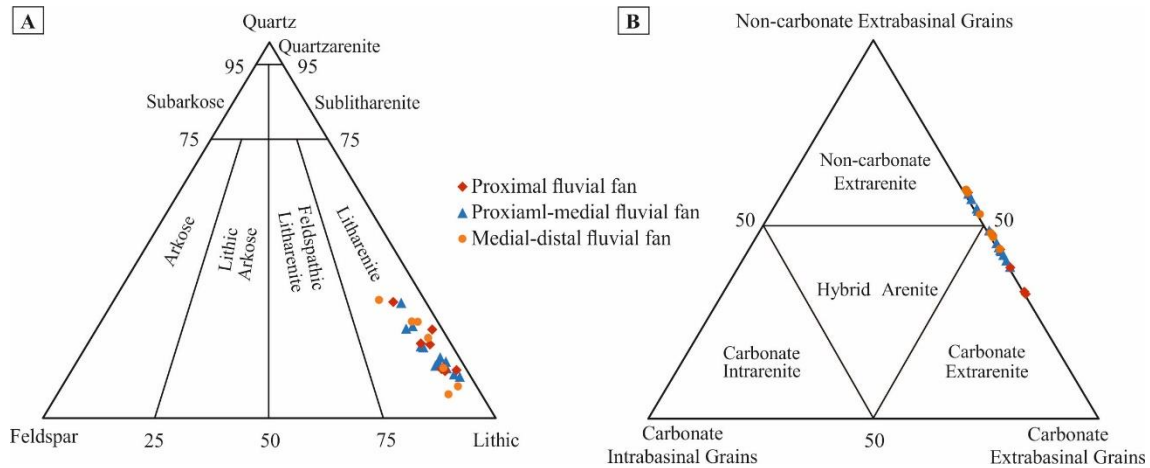 A
Quartz
Quartzarenite
95
95
Subarkose
Sublitharenite
75
75
Arkose
Lithic
Arkose
Feldspathic
Litharenite
Litharenite
Feldspar
25
50
75
Lithic
Proximal fluvial fan
Proxiaml-medial fluvial fan
Medial-distal fluvial fan
B
Non-carbonate Extrabasinal Grains
Non-carbonate
Extrarenite
50
50
Hybrid Arenite
Carbonate
Intrarenite
Carbonate
Extrarenite
Carbonate
Intrabasinal Grains
50
Carbonate
Extrabasinal Grains